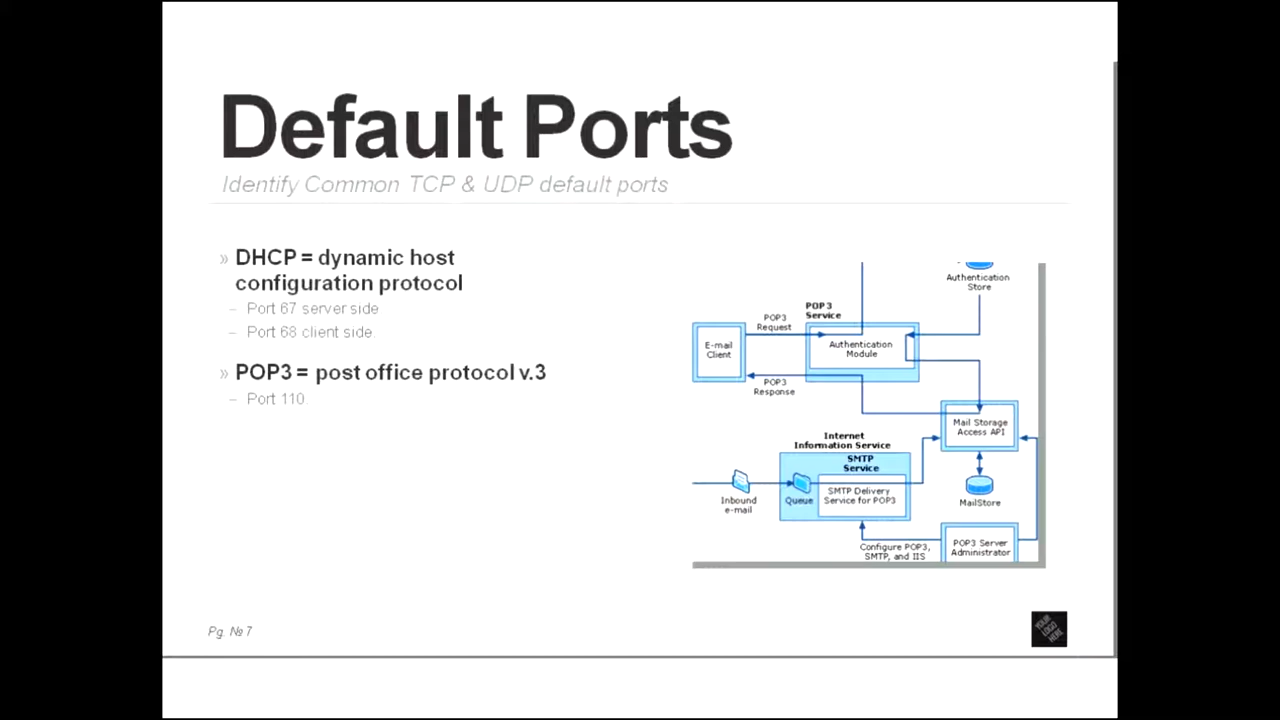 Default Ports
Identify Common TCP & UDP default ports
» DHCP = dynamic host
configuration protocol
– Port 67 server side
– Port 68 client side.
» POP3 = post office protocol v.3
– Port 110.
Authentication
Store
POP3
Service
POP3
Request
E-mail
Client
Authentication
Module
POP3
Response
Mail Storage
Access API
Internet
Information Service
SMTP
Service
Inbound
e-mail
Queue
SMTP Delivery
Service for POP3
MailStore
Configure POP3,
SMTP, and IIS
POP3 Server
Administrator
Pg. № 7
YOUR
LOGO
HERE